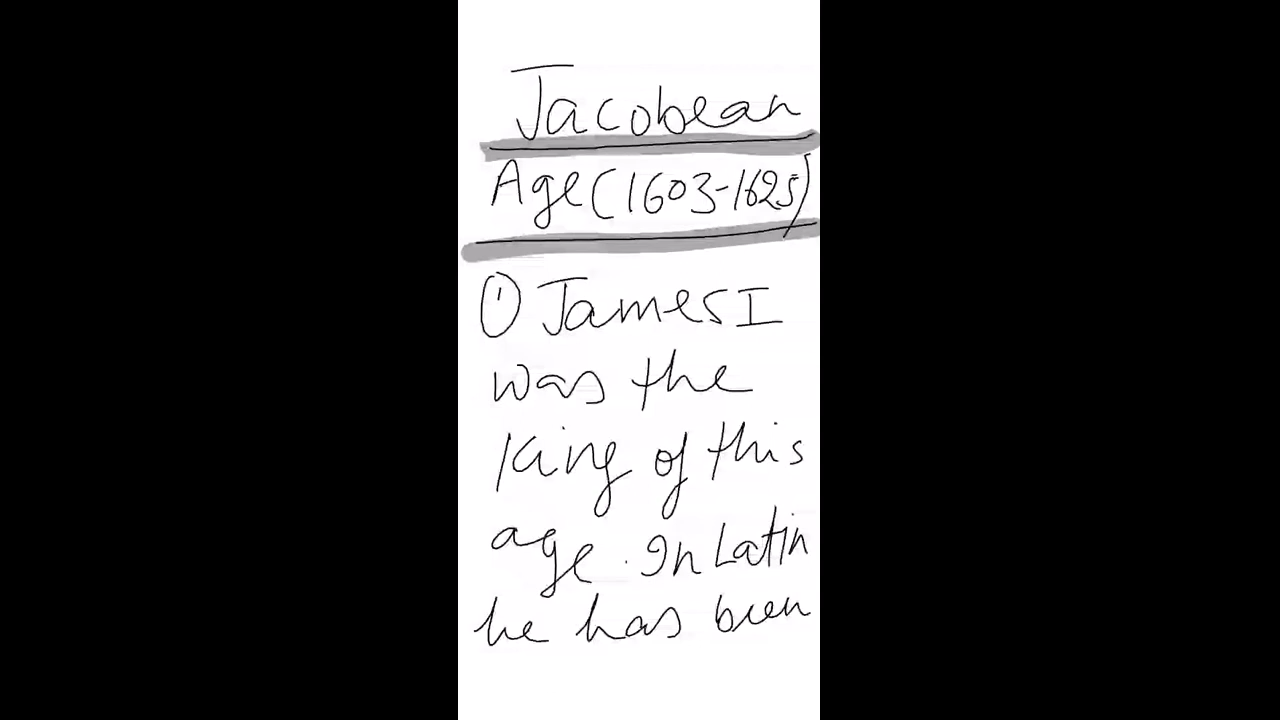 Jacobean
Age (1603-1625)
① James I
was the
king of this
age. In Latin
he has been